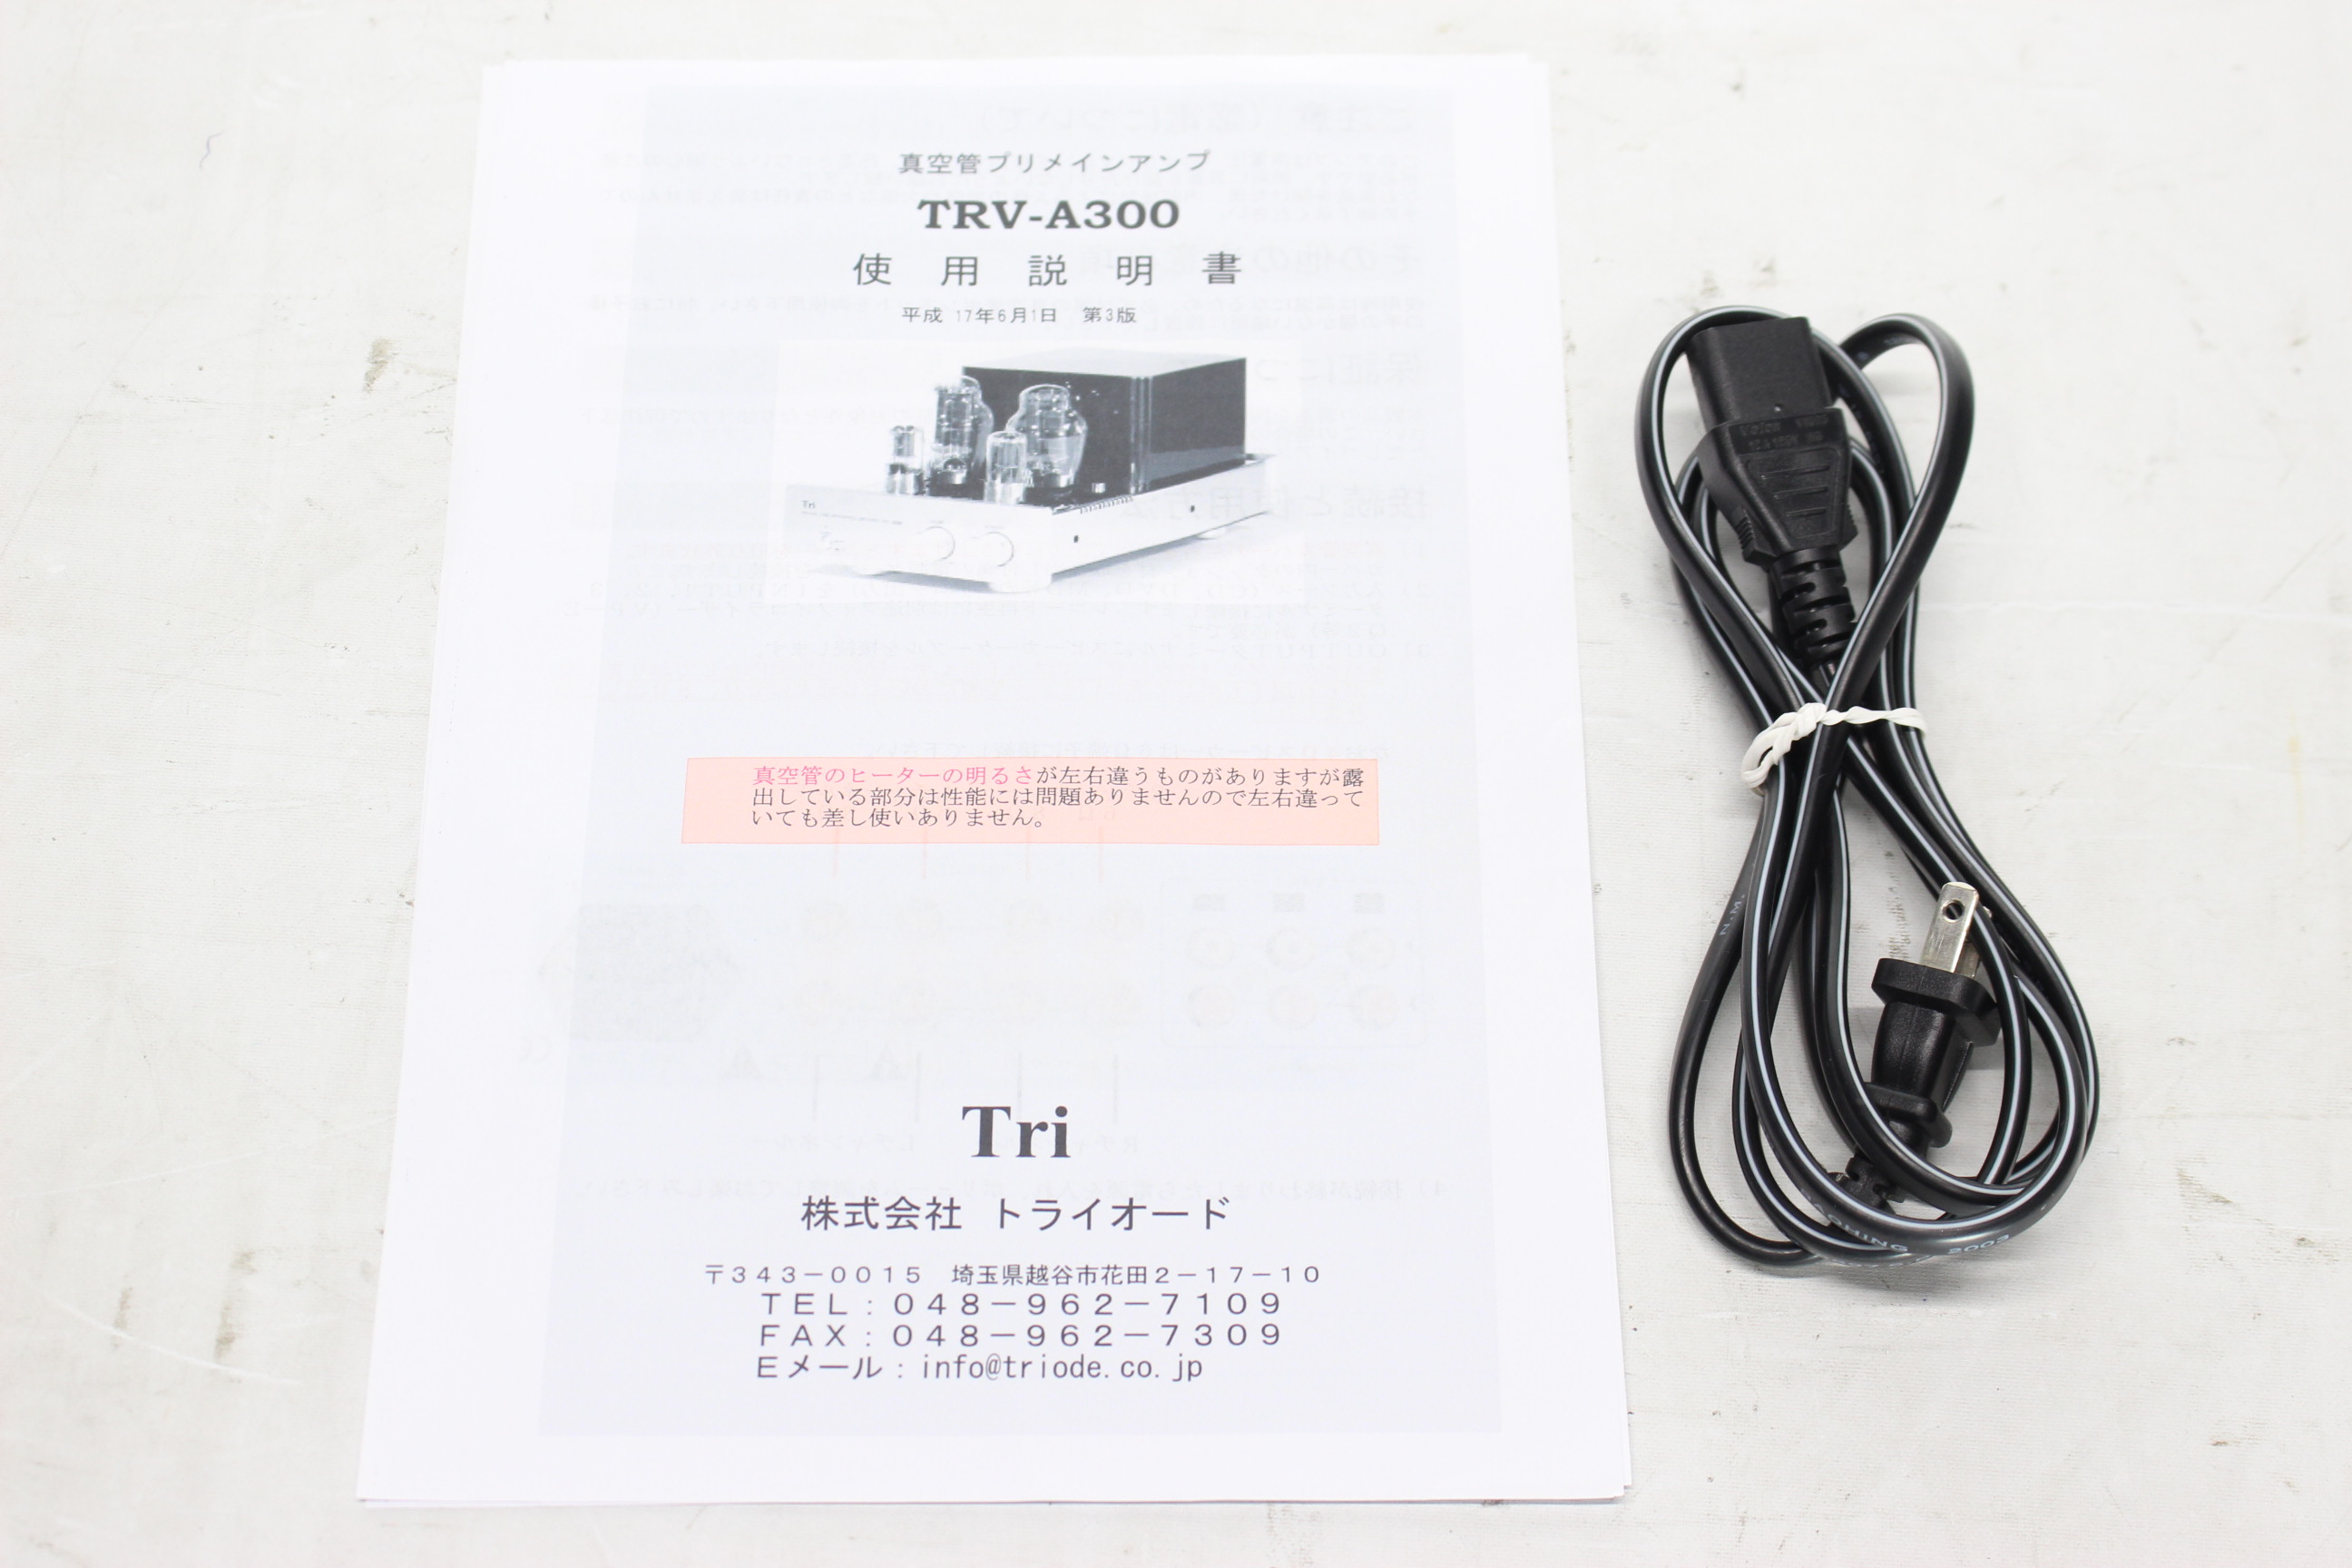 真空管プリメインアンプ
TRV-A300
使用説明書
平成 17年6月1日 第3版
Tri
真空管のヒーターの明るさが左右違うものがありますが露
出している部分は性能には問題ありませんので左右違って
いても差し使いありません。
Tri
株式会社 トライオード
〒343-0015 埼玉県越谷市花田2-17-10
TEL:048-962-7109
FAX:048-962-7309
Eメール:info@triode.co.jp
2003